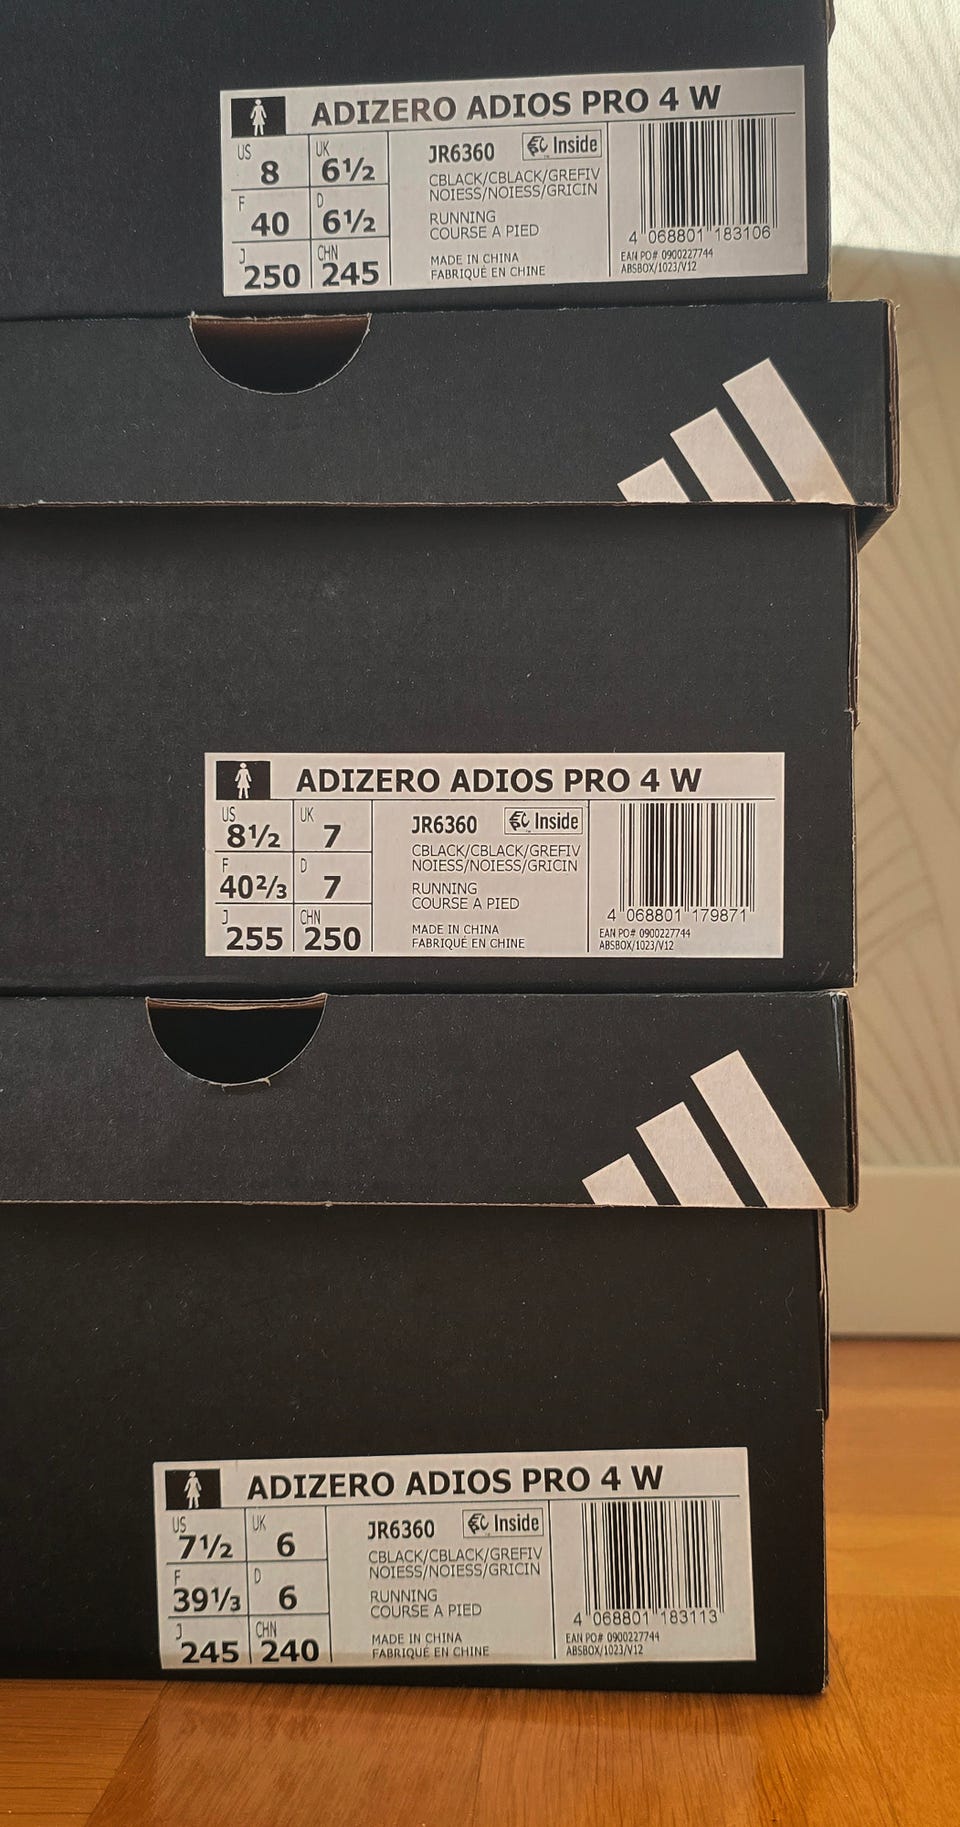 ADIZERO ADIOS PRO 4 W
US 8 UK 6½
F 40 D 6½
J 250 CHN 245
JR6360 Inside
CBLACK/CBLACK/GREFIV
NOIESS/NOIESS/GRICIN
RUNNING
COURSE A PIED
MADE IN CHINA
FABRIQUÉ EN CHINE
4 068801 183106
EAN PO# 0900227744
ABSBOX/1023/V12
ADIZERO ADIOS PRO 4 W
US 8½ UK 7
F 40⅔ D 7
J 255 CHN 250
JR6360 Inside
CBLACK/CBLACK/GREFIV
NOIESS/NOIESS/GRICIN
RUNNING
COURSE A PIED
MADE IN CHINA
FABRIQUÉ EN CHINE
4 068801 179871
EAN PO# 0900227744
ABSBOX/1023/V12
ADIZERO ADIOS PRO 4 W
US 7½ UK 6
F 39⅓ D 6
J 245 CHN 240
JR6360 Inside
CBLACK/CBLACK/GREFIV
NOIESS/NOIESS/GRICIN
RUNNING
COURSE A PIED
MADE IN CHINA
FABRIQUÉ EN CHINE
4 068801 183113
EAN PO# 0900227744
ABSBOX/1023/V12